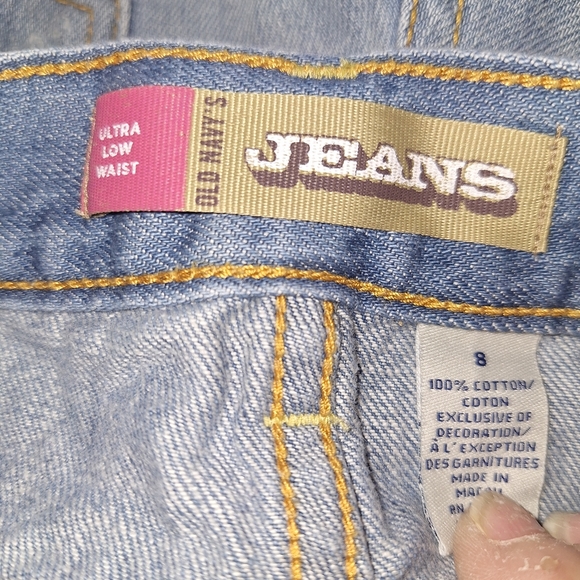 ULTRA
LOW
WAIST
OLD NAVY'S
JEANS
8
100% COTTON/
COTON
EXCLUSIVE OF
DECORATION/
À L'EXCEPTION
DES GARNITURES
MADE IN